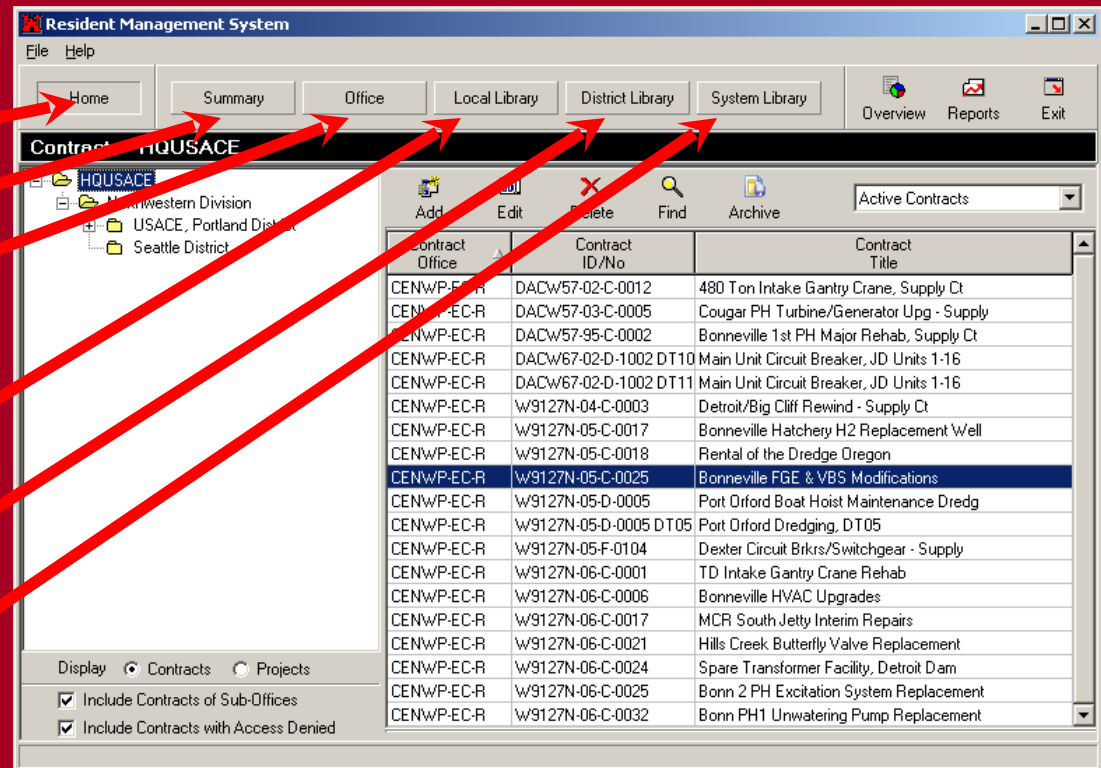 Resident Management System
File Help
Home Summary Office Local Library District Library System Library Overview Reports Exit
HQUSACE
HQUSACE
Northwestern Division
USACE, Portland District
Seattle District
Add Edit Delete Find Archive Active Contracts
Contract Office Contract ID/No Contract Title
CENWP-EC-R DACW57-02-C-0012 480 Ton Intake Gantry Crane, Supply Ct
CENWP-EC-R DACW57-03-C-0005 Cougar PH Turbine/Generator Upg - Supply
CENWP-EC-R DACW57-95-C-0002 Bonneville 1st PH Major Rehab, Supply Ct
CENWP-EC-R DACW67-02-D-1002 DT10 Main Unit Circuit Breaker, JD Units 1-16
CENWP-EC-R DACW67-02-D-1002 DT11 Main Unit Circuit Breaker, JD Units 1-16
CENWP-EC-R W9127N-04-C-0003 Detroit/Big Cliff Rewind - Supply Ct
CENWP-EC-R W9127N-05-C-0017 Bonneville Hatchery H2 Replacement Well
CENWP-EC-R W9127N-05-C-0018 Rental of the Dredge Oregon
CENWP-EC-R W9127N-05-C-0025 Bonneville FGE & VBS Modifications
CENWP-EC-R W9127N-05-D-0005 Port Orford Boat Hoist Maintenance Dredg
CENWP-EC-R W9127N-05-D-0005 DT05 Port Orford Dredging, DT05
CENWP-EC-R W9127N-05-F-0104 Dexter Circuit Brkrs/Switchgear - Supply
CENWP-EC-R W9127N-06-C-0001 TD Intake Gantry Crane Rehab
CENWP-EC-R W9127N-06-C-0006 Bonneville HVAC Upgrades
CENWP-EC-R W9127N-06-C-0017 MCR South Jetty Interim Repairs
CENWP-EC-R W9127N-06-C-0021 Hills Creek Butterfly Valve Replacement
CENWP-EC-R W9127N-06-C-0024 Spare Transformer Facility, Detroit Dam
CENWP-EC-R W9127N-06-C-0025 Bonn 2 PH Excitation System Replacement
CENWP-EC-R W9127N-06-C-0032 Bonn PH1 Unwatering Pump Replacement
Display Contracts Projects
Include Contracts of Sub-Offices
Include Contracts with Access Denied